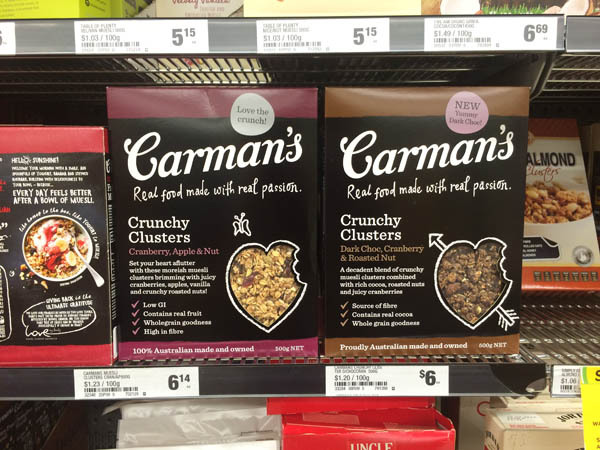 TABLE OF PLENTY
$1.03 / 100g
5 15
TABLE OF PLENTY
$1.03 / 100g
5 15
$1.49 / 100g
6 69
HELLO SUNSHINE!
EVERY DAY FEELS BETTER
AFTER A BOWL OF MUESLI.
GIVING BACK is the
ULTIMATE GRATITUDE
Love the
crunch!
Carman's
Real food made with real passion.
Crunchy
Clusters
Cranberry, Apple & Nut
Set your heart aflutter
with these moreish muesli
clusters brimming with juicy
cranberries, apples, vanilla
and crunchy roasted nuts!
Low GI
Contains real fruit
Wholegrain goodness
High in fibre
100% Australian made and owned
500g NET
NEW
Yummy
Dark Choc!
Carman's
Real food made with real passion.
Crunchy
Clusters
Dark Choc, Cranberry
& Roasted Nut
A decadent blend of crunchy
muesli clusters combined
with rich cocoa, roasted nuts
and juicy cranberries
Source of fibre
Contains real cocoa
Whole grain goodness
Proudly Australian made and owned
500g NET
ALMOND
Clusters
CARMANS MUESLI
$1.23 / 100g
6 14
$1.20 / 100g
$6
$1.06
UNCLE